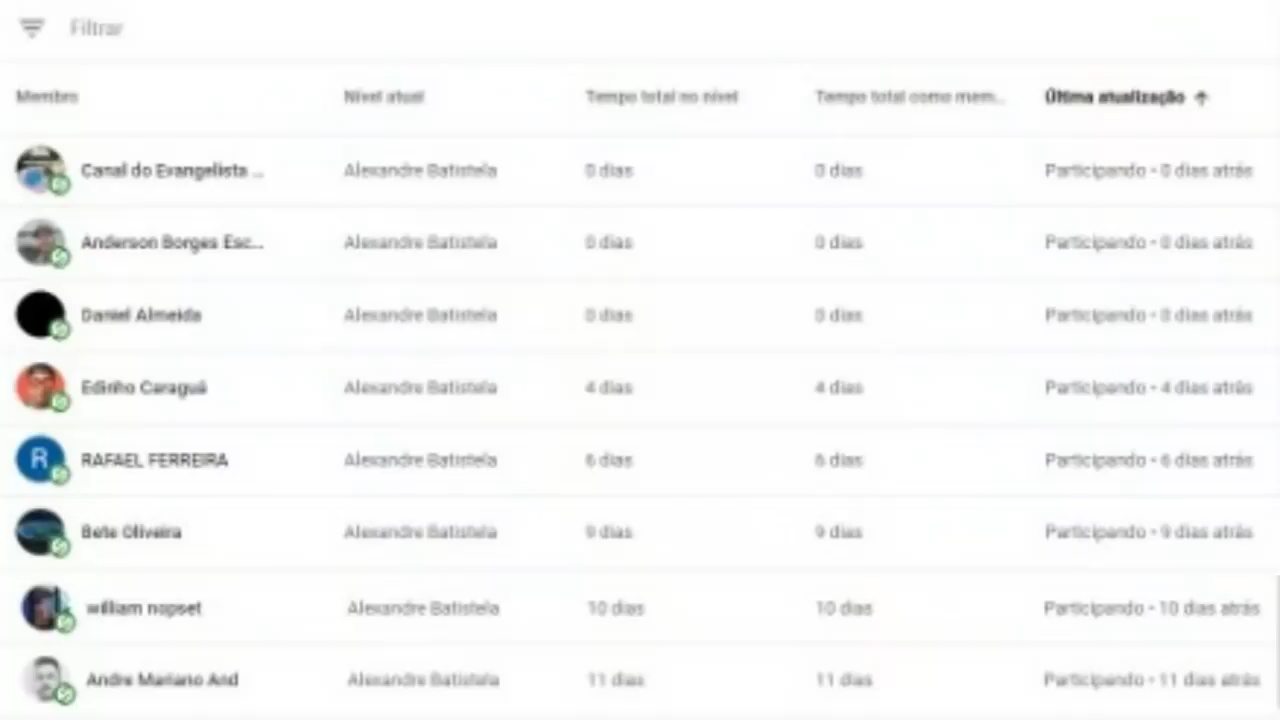 Filtrar
Membro Nível atual Tempo total no nível Tempo total como mem... Última atualização
Canal do Evangelista ... Alexandre Batistela 0 dias 0 dias Participando • 0 dias atrás
Anderson Borges Esc... Alexandre Batistela 0 dias 0 dias Participando • 0 dias atrás
Daniel Almeida Alexandre Batistela 0 dias 0 dias Participando • 0 dias atrás
Edinho Caraguá Alexandre Batistela 4 dias 4 dias Participando • 4 dias atrás
R RAFAEL FERREIRA Alexandre Batistela 6 dias 6 dias Participando • 6 dias atrás
Bete Oliveira Alexandre Batistela 9 dias 9 dias Participando • 9 dias atrás
william nopset Alexandre Batistela 10 dias 10 dias Participando • 10 dias atrás
Andre Mariano And Alexandre Batistela 11 dias 11 dias Participando • 11 dias atrás